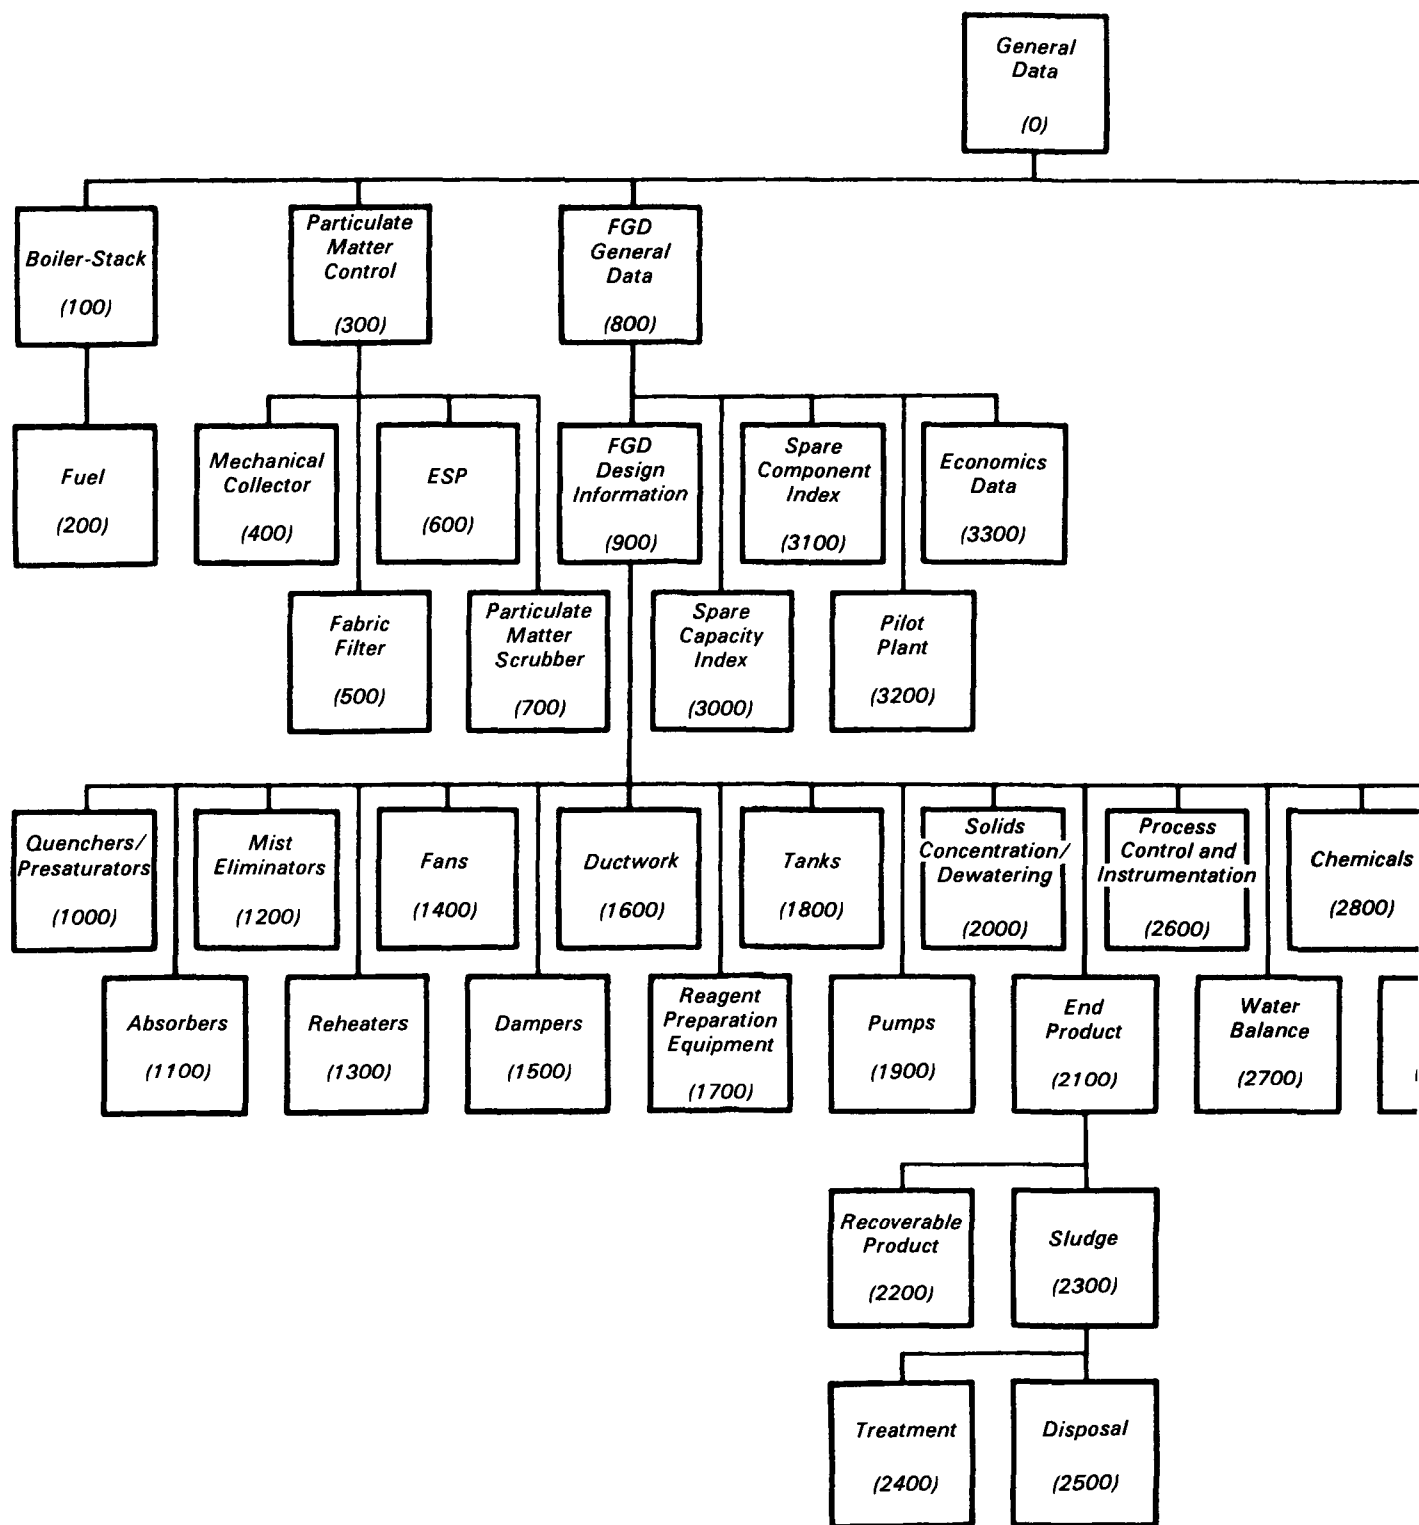 General
Data
(0)
Boiler-Stack
(100)
Particulate
Matter
Control
(300)
FGD
General
Data
(800)
Fuel
(200)
Mechanical
Collector
(400)
ESP
(600)
FGD
Design
Information
(900)
Spare
Component
Index
(3100)
Economics
Data
(3300)
Fabric
Filter
(500)
Particulate
Matter
Scrubber
(700)
Spare
Capacity
Index
(3000)
Pilot
Plant
(3200)
Quenchers/
Presaturators
(1000)
Mist
Eliminators
(1200)
Fans
(1400)
Ductwork
(1600)
Tanks
(1800)
Solids
Concentration/
Dewatering
(2000)
Process
Control and
Instrumentation
(2600)
Chemicals
(2800)
Absorbers
(1100)
Reheaters
(1300)
Dampers
(1500)
Reagent
Preparation
Equipment
(1700)
Pumps
(1900)
End
Product
(2100)
Water
Balance
(2700)
Recoverable
Product
(2200)
Sludge
(2300)
Treatment
(2400)
Disposal
(2500)